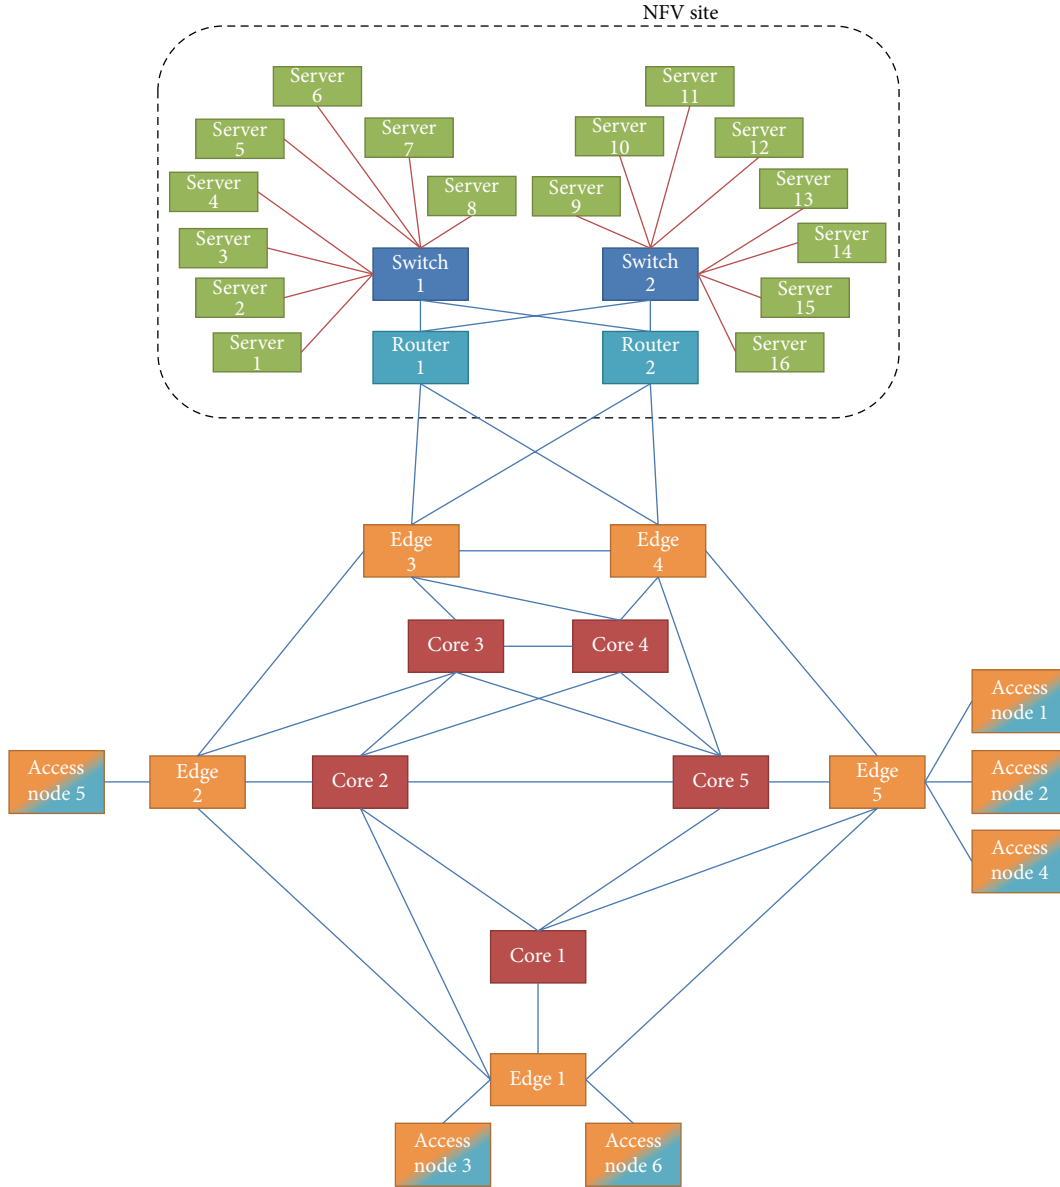 NFV site
Server
6
Server
11
Server
5
Server
7
Server
10
Server
12
Server
4
Server
8
Server
9
Server
13
Server
3
Server
14
Switch
1
Switch
2
Server
2
Server
15
Server
1
Router
1
Router
2
Server
16
Edge
3
Edge
4
Core 3
Core 4
Access
node 1
Access
node 5
Edge
2
Core 2
Core 5
Edge
5
Access
node 2
Access
node 4
Core 1
Edge 1
Access
node 3
Access
node 6